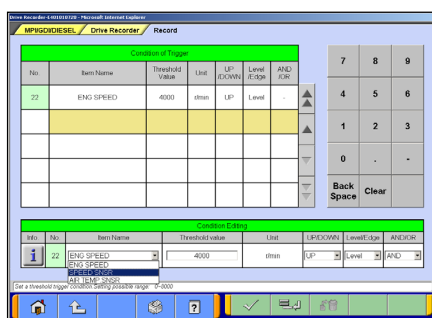 Drive Recorder-E401010720 - Microsoft Internet Explorer
MPI/GDI/DIESEL Drive Recorder Record
Condition of Trigger
No. Item Name Threshold Value Unit UP /DOWN Level /Edge AND /OR
22 ENG SPEED 4000 r/min UP Level -
7 8 9
4 5 6
1 2 3
0 . -
Back Space Clear
Condition Editing
Info. No. Item Name Threshold value Unit UP/DOWN Level/Edge AND/OR
i 22 ENG SPEED 4000 r/min UP Level AND
ENG SPEED
SPEED SNSR
AIR TEMP SNSR
Set a threshold trigger condition.Setting possible range:
?